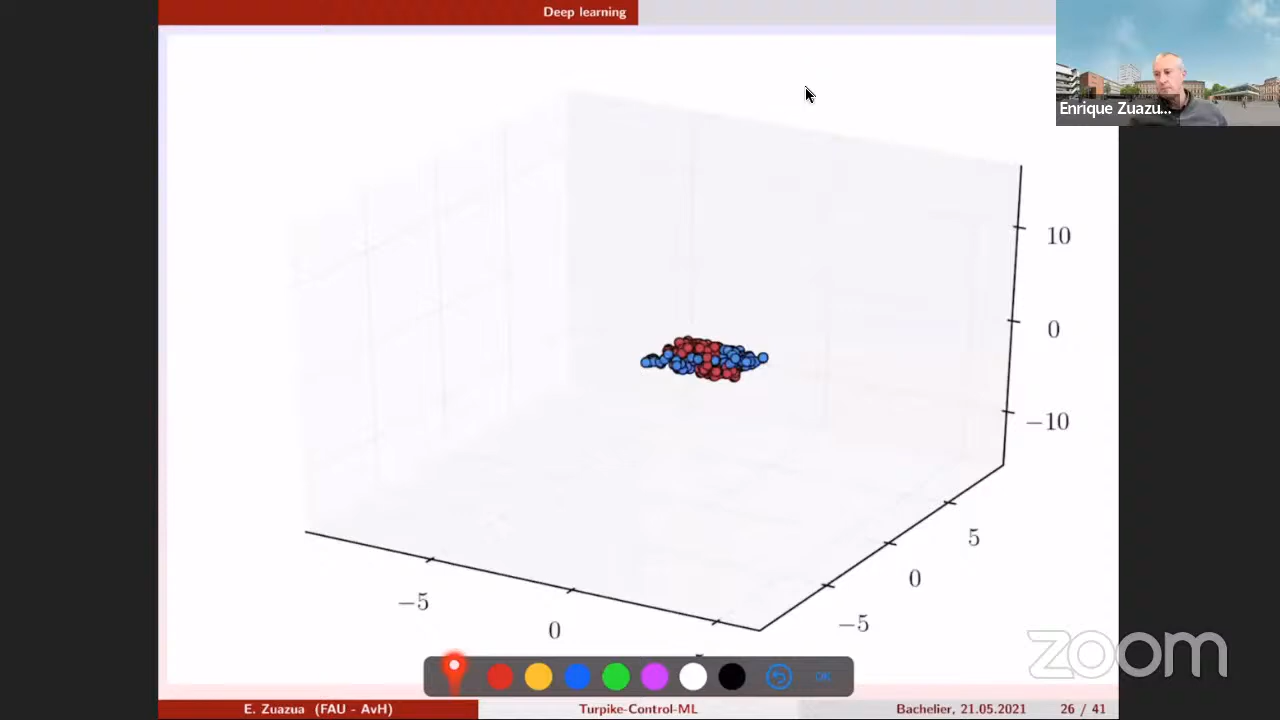 Deep learning
Enrique Zuazu...
10
0
−10
5
0
−5
−5
0
OK
zoom
E. Zuazua (FAU - AvH)
Turpike-Control-ML
Bachelier, 21.05.2021
26 / 41